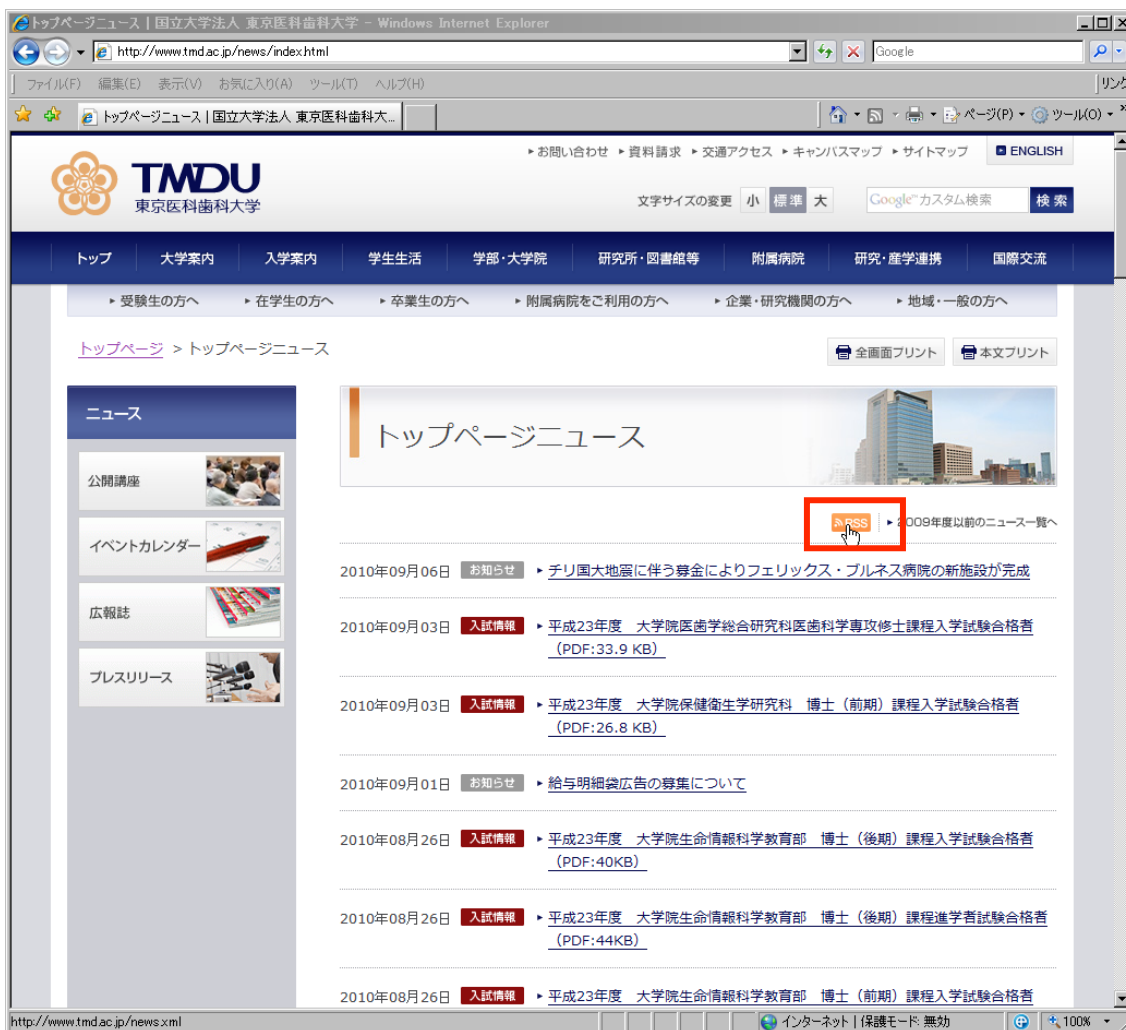 トップページニュース | 国立大学法人 東京医科歯科大学 - Windows Internet Explorer
http://www.tmd.ac.jp/news/index.html
Google
ファイル(F) 編集(E) 表示(V) お気に入り(A) ツール(T) ヘルプ(H)
トップページニュース | 国立大学法人 東京医科歯科大...
ページ(P) ツール(O)
お問い合わせ 資料請求 交通アクセス キャンパスマップ サイトマップ ENGLISH
TMDU
東京医科歯科大学
文字サイズの変更 小 標準 大 Google™カスタム検索 検索
トップ 大学案内 入学案内 学生生活 学部・大学院 研究所・図書館等 附属病院 研究・産学連携 国際交流
受験生の方へ 在学生の方へ 卒業生の方へ 附属病院をご利用の方へ 企業・研究機関の方へ 地域・一般の方へ
トップページ > トップページニュース
全画面プリント 本文プリント
ニュース
公開講座
イベントカレンダー
広報誌
プレスリリース
トップページニュース
RSS 2009年度以前のニュース一覧へ
2010年09月06日 お知らせ チリ国大地震に伴う募金によりフェリックス・ブルネス病院の新施設が完成
2010年09月03日 入試情報 平成23年度 大学院医歯学総合研究科医歯科学専攻修士課程入学試験合格者
(PDF:33.9 KB)
2010年09月03日 入試情報 平成23年度 大学院保健衛生学研究科 博士(前期)課程入学試験合格者
(PDF:26.8 KB)
2010年09月01日 お知らせ 給与明細袋広告の募集について
2010年08月26日 入試情報 平成23年度 大学院生命情報科学教育部 博士(後期)課程入学試験合格者
(PDF:40KB)
2010年08月26日 入試情報 平成23年度 大学院生命情報科学教育部 博士(後期)課程進学者試験合格者
(PDF:44KB)
2010年08月26日 入試情報 平成23年度 大学院生命情報科学教育部 博士(前期)課程入学試験合格者
http://www.tmd.ac.jp/news.xml
インターネット | 保護モード: 無効 100%